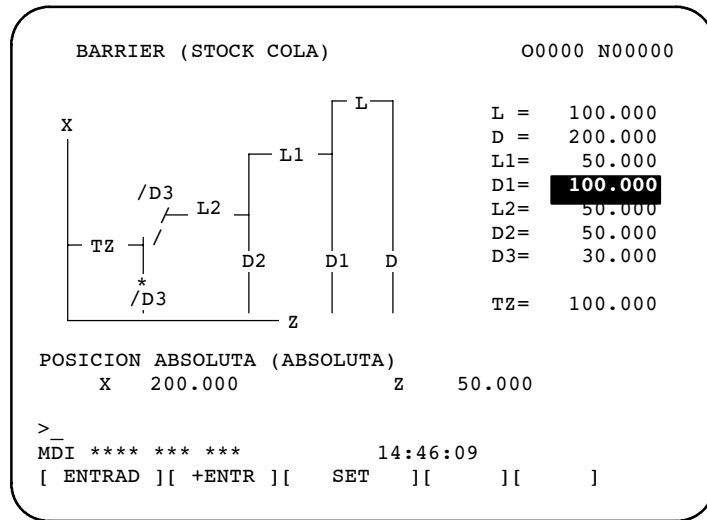 BARRIER (STOCK COLA) O0000 N00000
L
X
L1
/D3
L2
TZ
D2 D1 D
*
/D3
Z
L = 100.000
D = 200.000
L1= 50.000
D1= 100.000
L2= 50.000
D2= 50.000
D3= 30.000
TZ= 100.000
POSICION ABSOLUTA (ABSOLUTA)
X 200.000 Z 50.000
>_
MDI **** *** *** 14:46:09
[ ENTRAD ][ +ENTR ][ SET ][ ][ ]